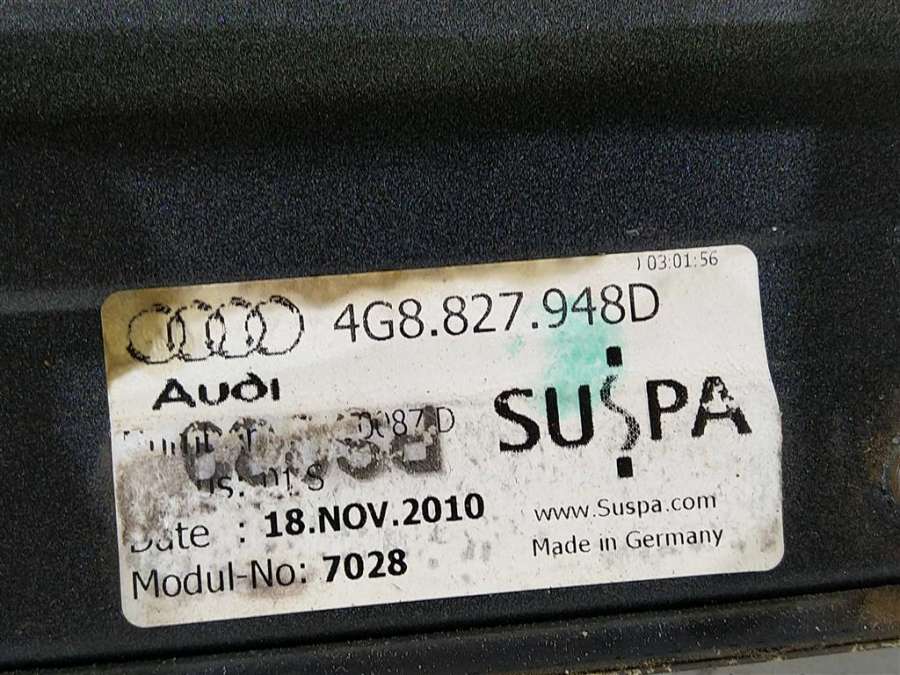 03:01:56
4G8.827.948D
Audi
SUSPA
Date : 18.NOV.2010
www.Suspa.com
Modul-No: 7028
Made in Germany